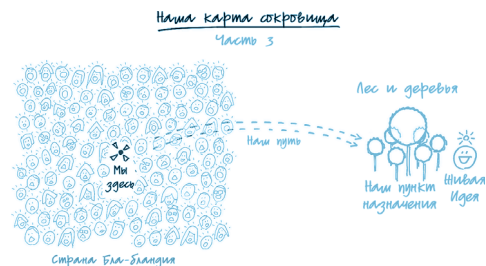 Наша карта сокровища
Часть 3
Лес и деревья
Наш путь
Мы
здесь
Наш пункт
назначения
Живая
Идея
Страна Бла-бландия